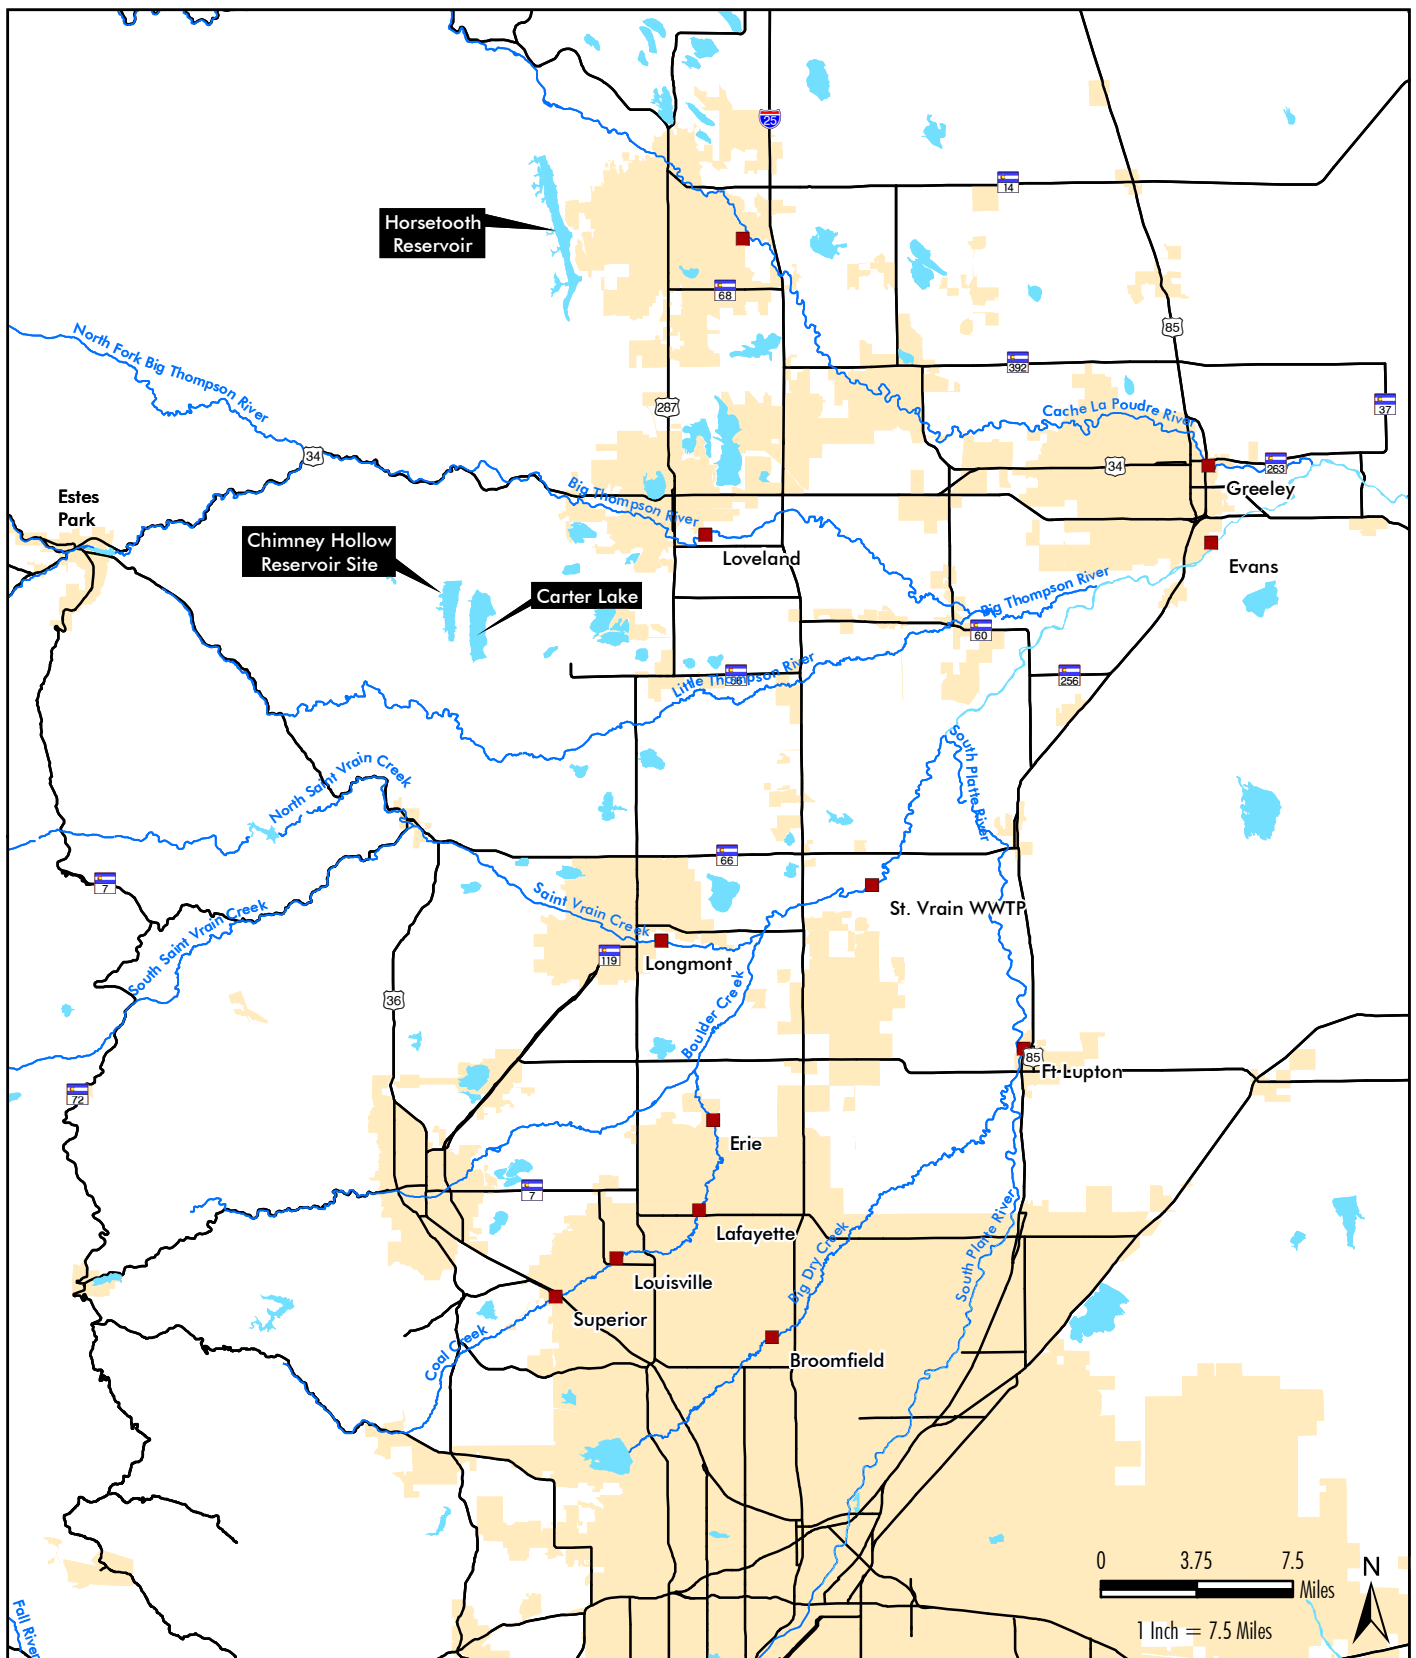 25
14
Horsetooth
Reservoir
68
85
North Fork Big Thompson River
392
37
287
Cache La Poudre River
34
34
263
Greeley
Big Thompson River
Estes
Park
Chimney Hollow
Reservoir Site
Loveland
Evans
Carter Lake
Big Thompson River
60
Little Thompson River
56
256
South Platte River
North Saint Vrain Creek
66
7
Saint Vrain Creek
St. Vrain WWTP
South Saint Vrain Creek
119
Longmont
36
Boulder Creek
85
Ft Lupton
72
Erie
7
Lafayette
South Platte River
Big Dry Creek
Louisville
Superior
Coal Creek
Broomfield
0 3.75 7.5
Miles
N
1 Inch = 7.5 Miles
Fall River